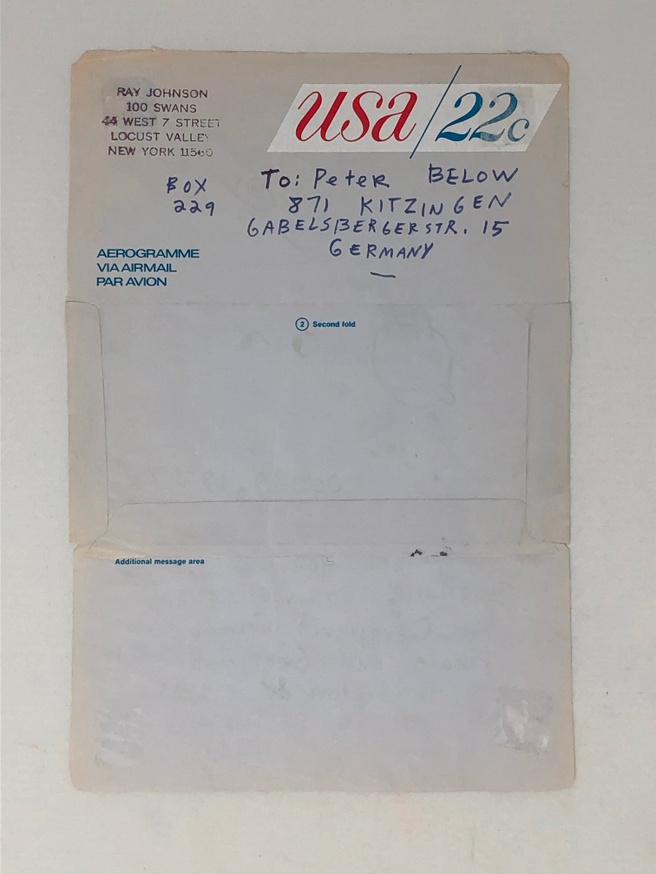 RAY JOHNSON
100 SWANS
44 WEST 7 STREET
LOCUST VALLEY
NEW YORK 11560
usa/22c
BOX
229
To: Peter BELOW
871 KITZINGEN
GABELSBERGERSTR. 15
GERMANY
AEROGRAMME
VIA AIRMAIL
PAR AVION
2 Second fold
Additional message area